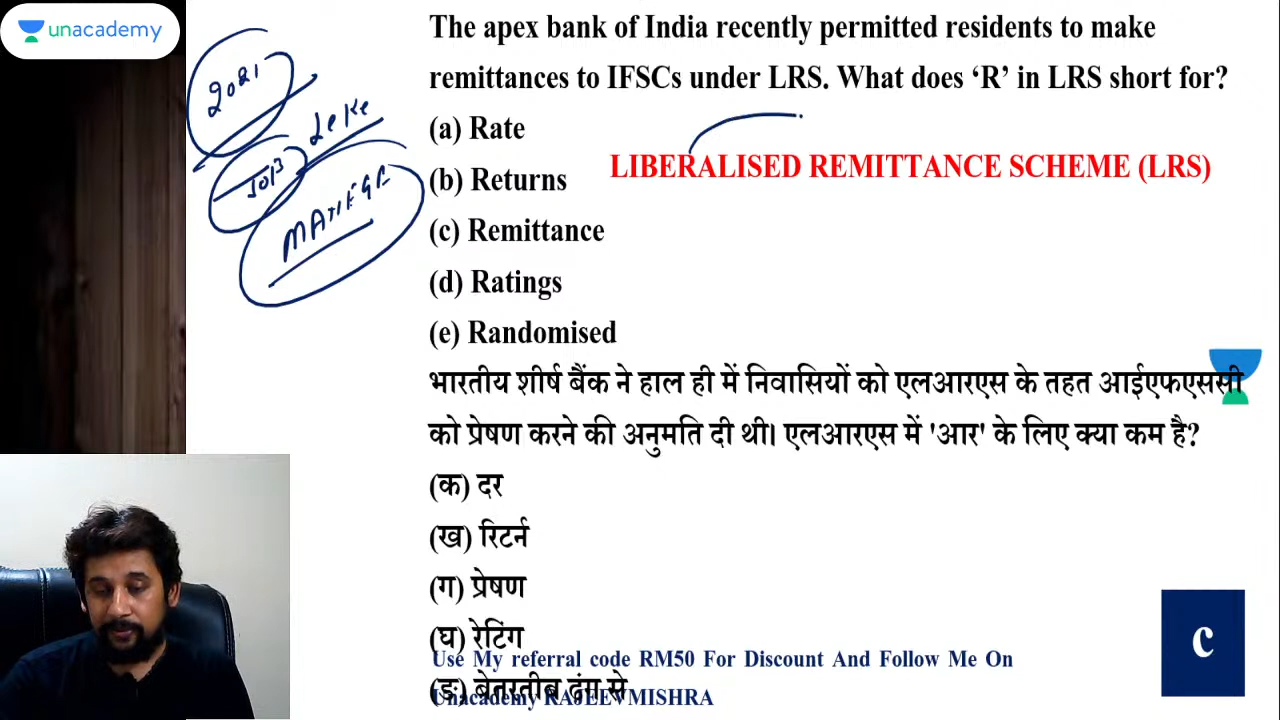 unacademy
The apex bank of India recently permitted residents to make
remittances to IFSCs under LRS. What does ‘R’ in LRS short for?
(a) Rate
LIBERALISED REMITTANCE SCHEME (LRS)
(b) Returns
(c) Remittance
(d) Ratings
(e) Randomised
2021
JOB
LeKe
भारतीय शीर्ष बैंक ने हाल ही में निवासियों को एलआरएस के तहत आईएफएससी
को प्रेषण करने की अनुमति दी थी। एलआरएस में 'आर' के लिए क्या कम है?
(क) दर
(ख) रिटर्न
(ग) प्रेषण
(घ) रेटिंग
Use My referral code RM50 For Discount And Follow Me On
(ङ) बेतरतीब ढंग से
Unacademy RAJEEVMISHRA
c